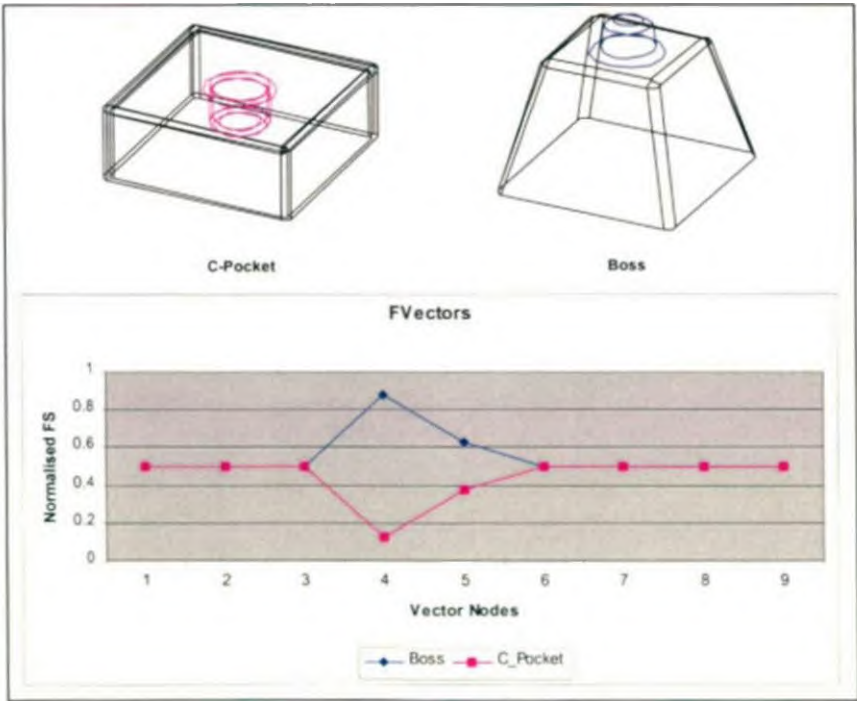 C-Pocket
Boss
FVectors
Normalised FS
1
0.8
0.6
0.4
0.2
0
1 2 3 4 5 6 7 8 9
Vector Nodes
Boss C_Pocket